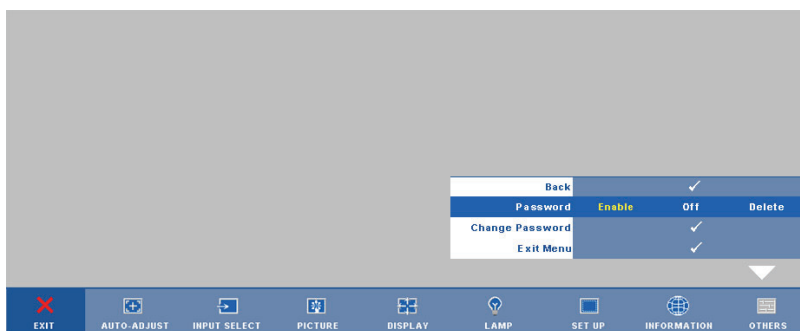 Back
Password Enable Off Delete
Change Password
Exit Menu
EXIT AUTO-ADJUST INPUT SELECT PICTURE DISPLAY LAMP SET UP INFORMATION OTHERS